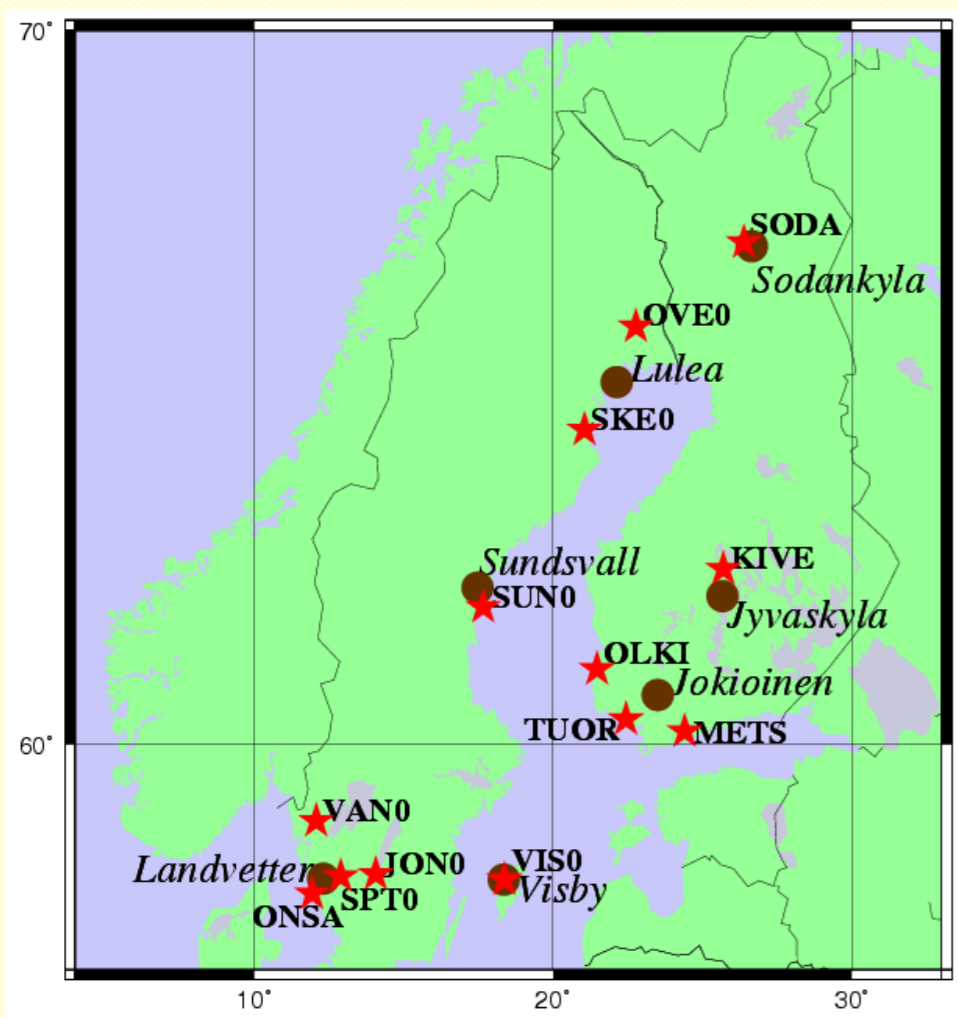 70°
SODA
Sodankyla
OVE0
Lulea
SKE0
KIVE
Sundsvall
SUN0
Jyvaskyla
OLKI
Jokioinen
TUOR
METS
60°
VAN0
Landvetter
JON0
VIS0
Visby
SPT0
ONSA
10°
20°
30°